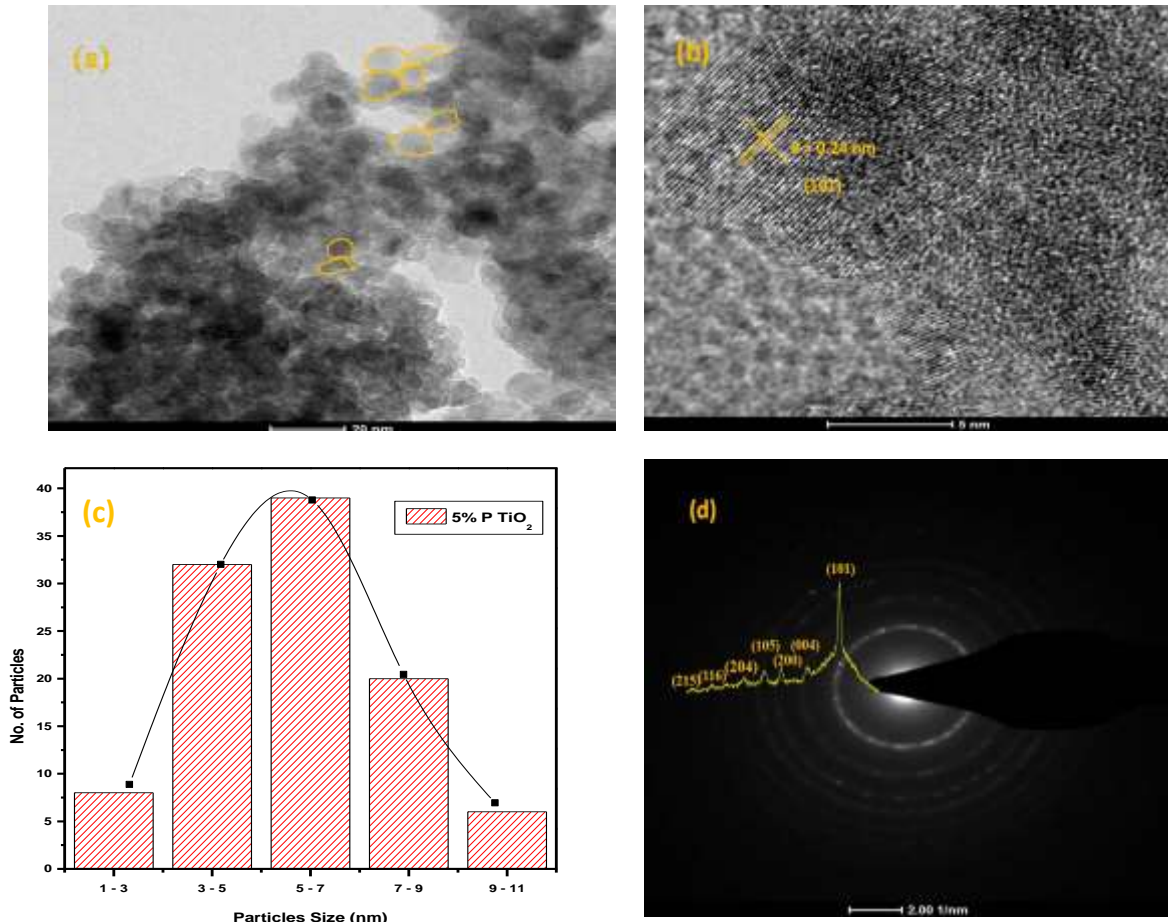 (a)
20 nm
(b)
d = 0.24 nm
(101)
5 nm
(c)
5% P TiO2
No. of Particles
40
35
30
25
20
15
10
5
0
1 - 3
3 - 5
5 - 7
7 - 9
9 - 11
Particles Size (nm)
(d)
(101)
(004)
(105)
(200)
(204)
(116)
(215)
2.00 1/nm